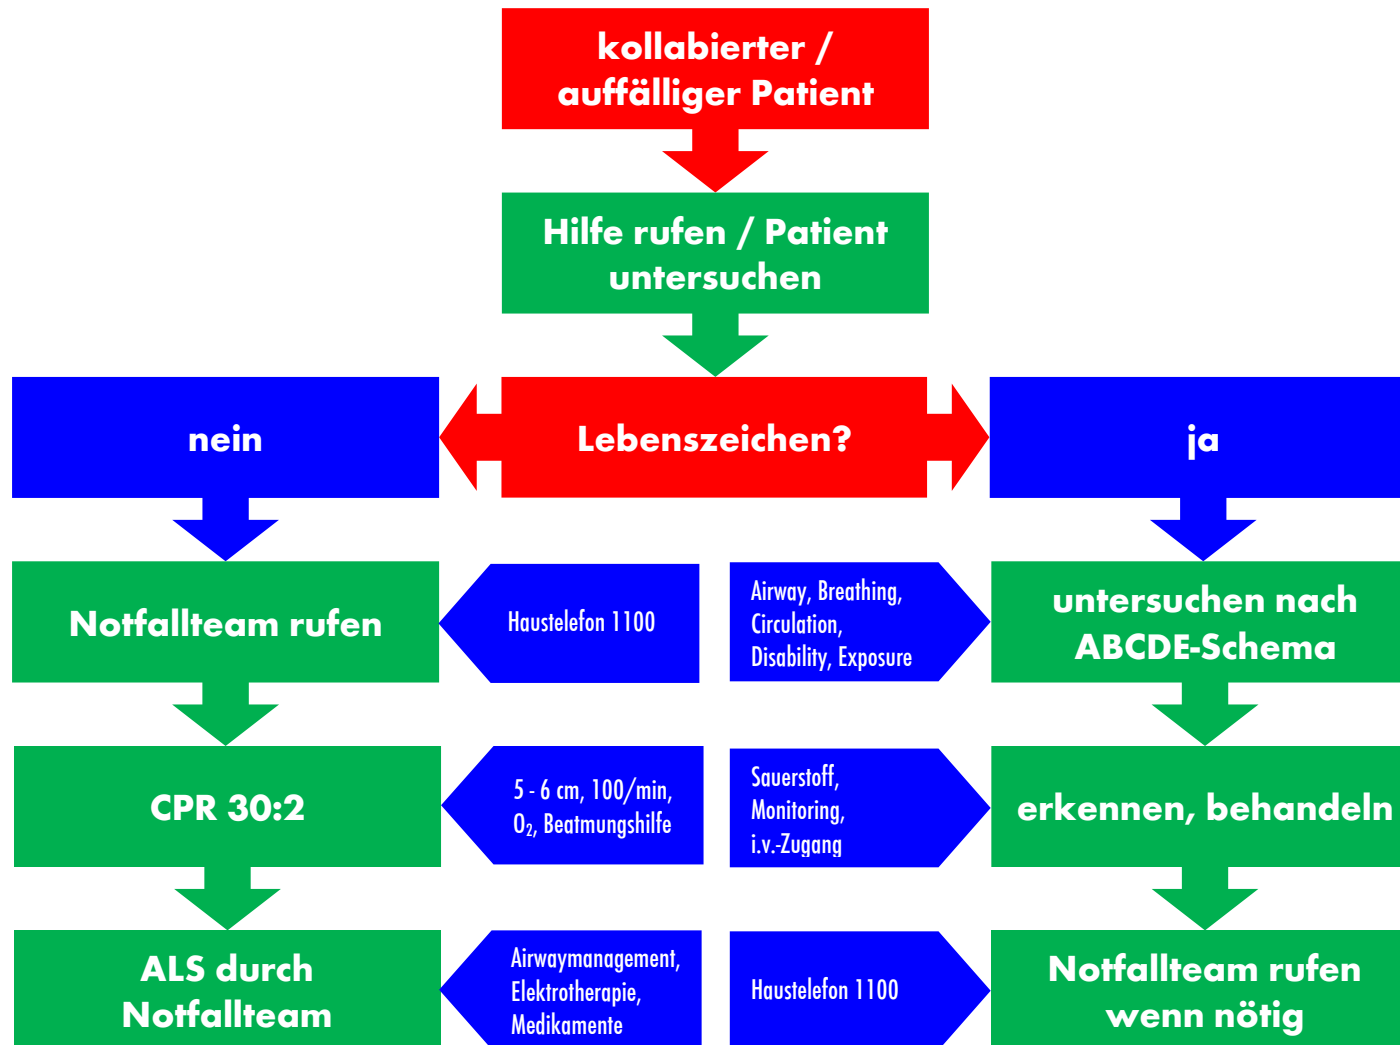 kollabierter /
auffälliger Patient
Hilfe rufen / Patient
untersuchen
nein
Lebenszeichen?
ja
Notfallteam rufen
Haustelefon 1100
Airway, Breathing,
Circulation,
Disability, Exposure
untersuchen nach
ABCDE-Schema
CPR 30:2
5 - 6 cm, 100/min,
O₂, Beatmungshilfe
Sauerstoff,
Monitoring,
i.v.-Zugang
erkennen, behandeln
ALS durch
Notfallteam
Airwaymanagement,
Elektrotherapie,
Medikamente
Haustelefon 1100
Notfallteam rufen
wenn nötig